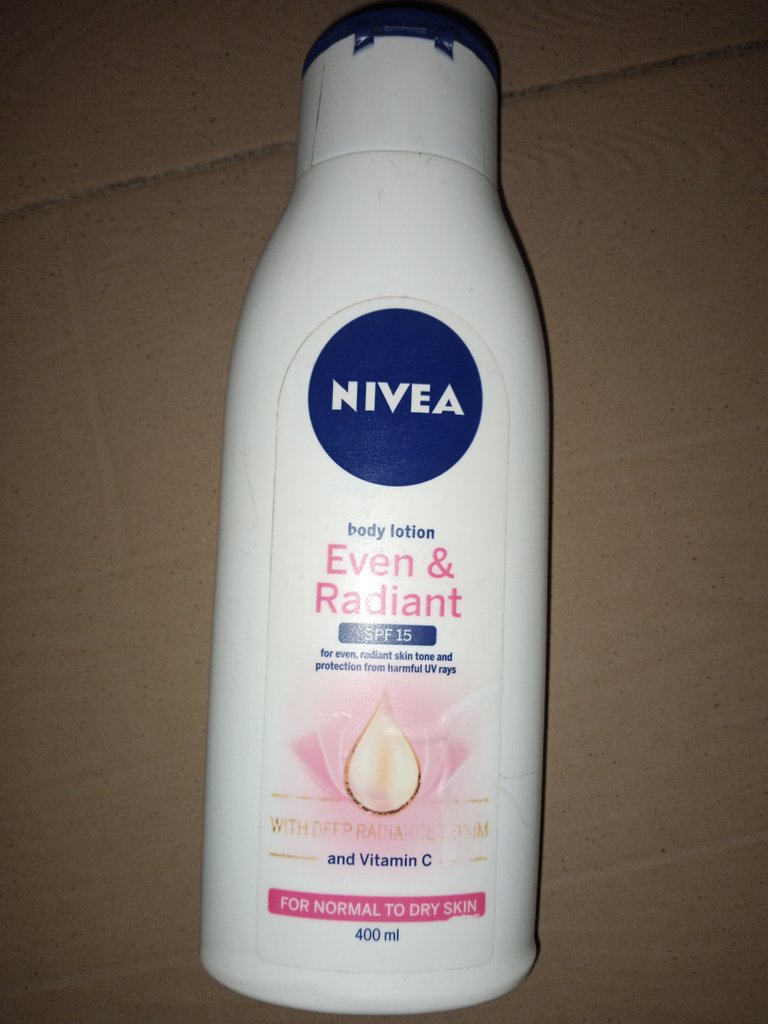 NIVEA
body lotion
Even &
Radiant
SPF 15
for even, radiant skin tone and
protection from harmful UV rays
WITH DEEP RADIANCE SERUM
and Vitamin C
FOR NORMAL TO DRY SKIN
400 ml